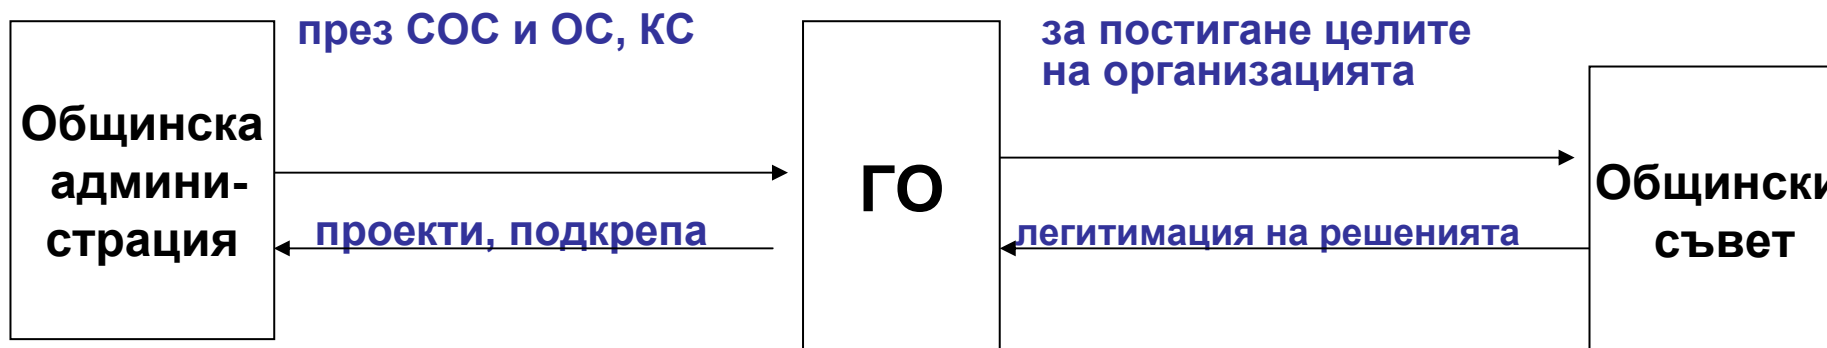 през СОС и ОС, КС
за постигане целите
на организацията
Общинска
админи-
страция
ГО
Общински
съвет
проекти, подкрепа
легитимация на решенията